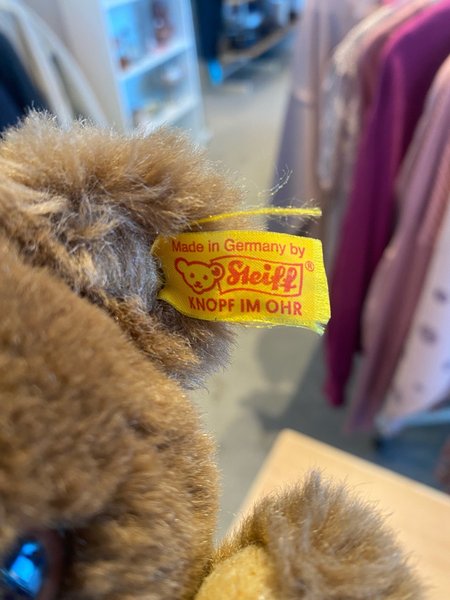 Made in Germany by
Steiff®
KNOPF IM OHR